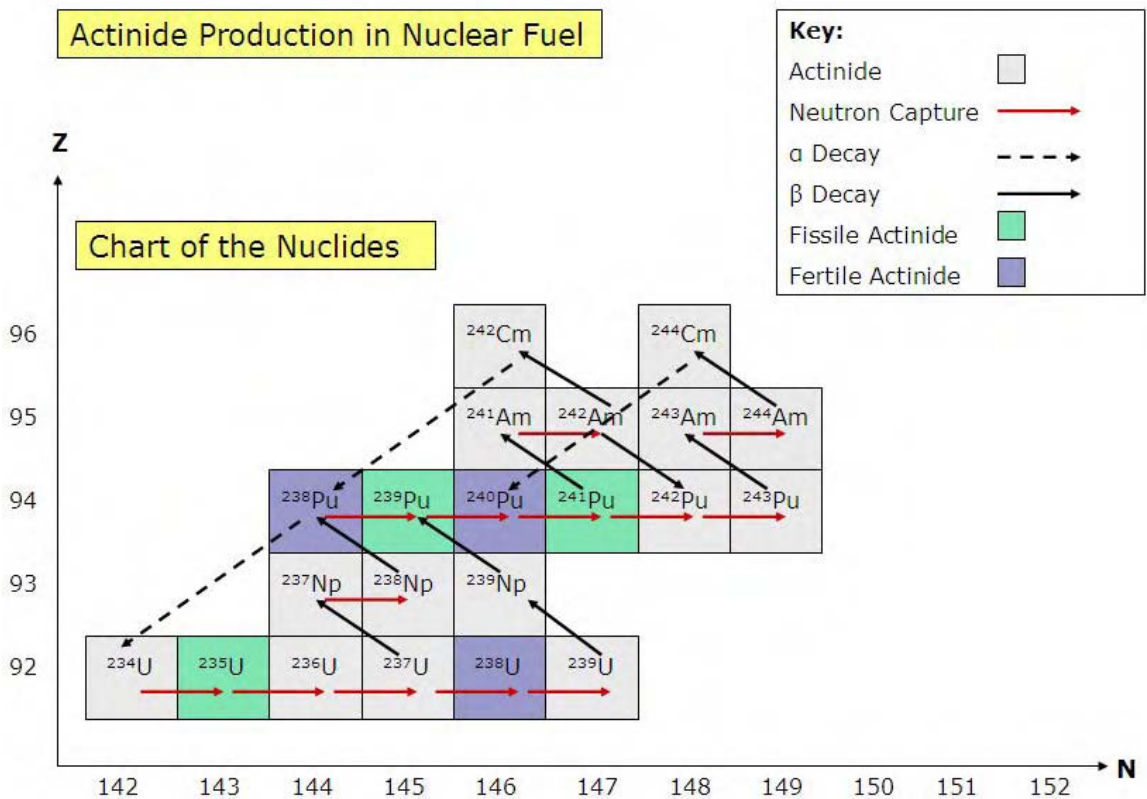 Actinide Production in Nuclear Fuel
Key:
Actinide
Neutron Capture
α Decay
β Decay
Fissile Actinide
Fertile Actinide
Z
Chart of the Nuclides
96 ²⁴²Cm ²⁴⁴Cm
95 ²⁴¹Am ²⁴²Am ²⁴³Am ²⁴⁴Am
94 ²³⁸Pu ²³⁹Pu ²⁴⁰Pu ²⁴¹Pu ²⁴²Pu ²⁴³Pu
93 ²³⁷Np ²³⁸Np ²³⁹Np
92 ²³⁴U ²³⁵U ²³⁶U ²³⁷U ²³⁸U ²³⁹U
N
142 143 144 145 146 147 148 149 150 151 152